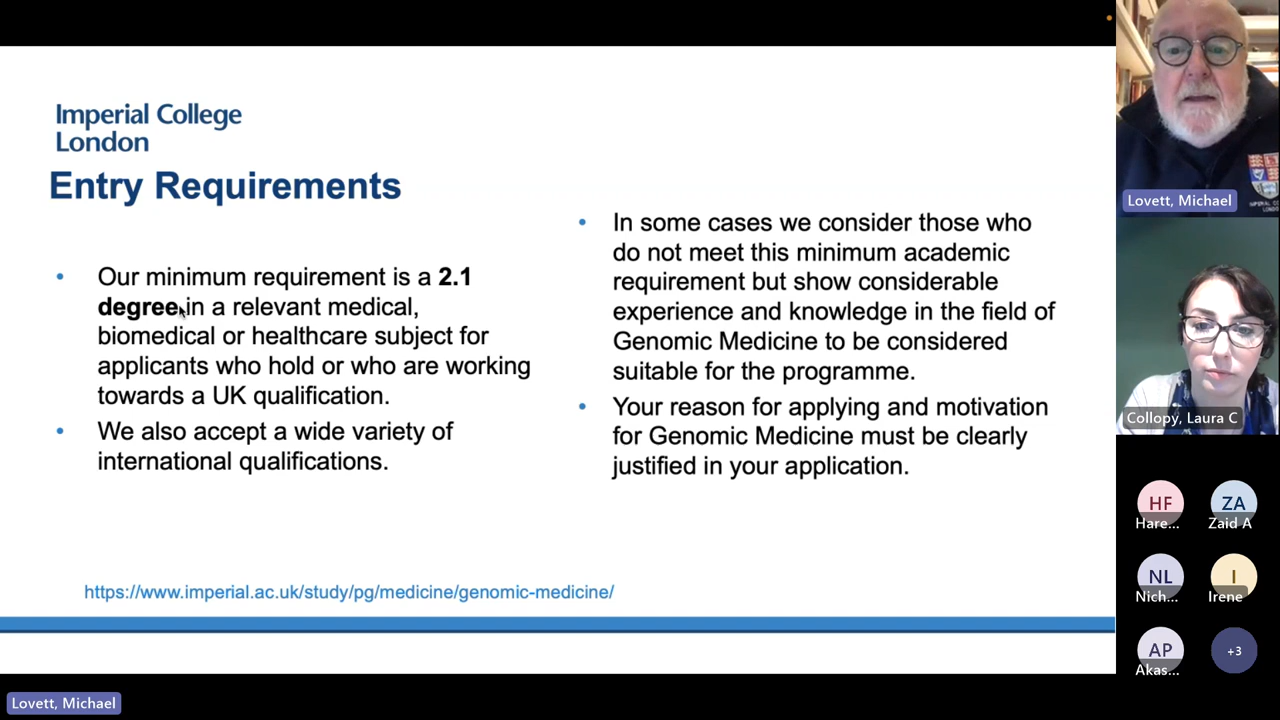 Imperial College
London
Entry Requirements
• Our minimum requirement is a 2.1
degree in a relevant medical,
biomedical or healthcare subject for
applicants who hold or who are working
towards a UK qualification.
• We also accept a wide variety of
international qualifications.
• In some cases we consider those who
do not meet this minimum academic
requirement but show considerable
experience and knowledge in the field of
Genomic Medicine to be considered
suitable for the programme.
• Your reason for applying and motivation
for Genomic Medicine must be clearly
justified in your application.
https://www.imperial.ac.uk/study/pg/medicine/genomic-medicine/
Lovett, Michael
Collopy, Laura C
HF
Hare...
ZA
Zaid A
NL
Nich...
I
Irene
AP
Akas...
+3
Lovett, Michael